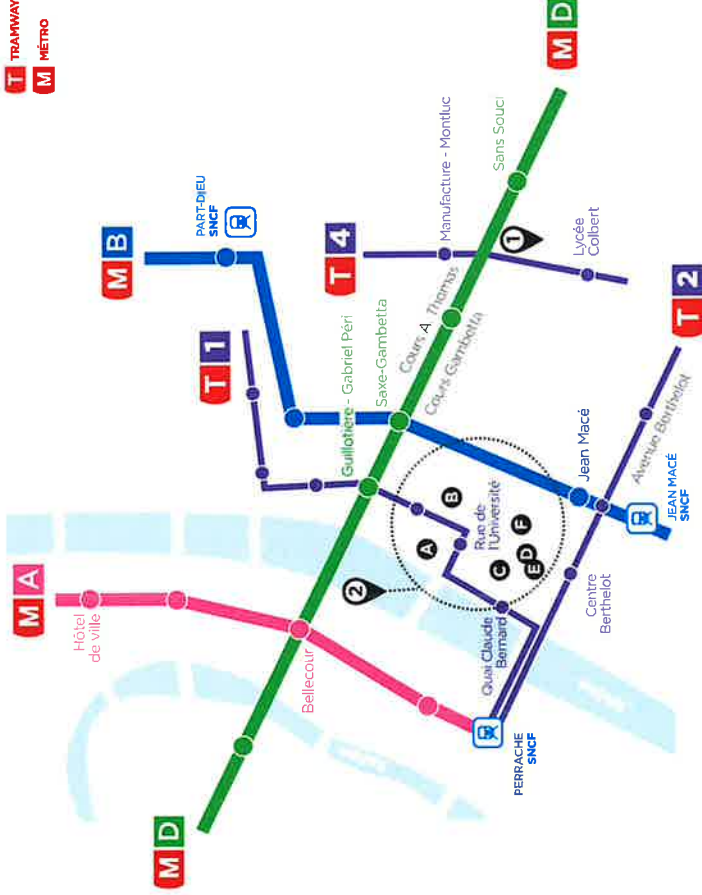 T TRAMWAY
M MÉTRO
M D
M B
PART-DIEU
SNCF
T 4
Manufacture - Montluc
Sans Souci
T 1
1
Lycée
Colbert
Guillotière - Gabriel Péri
Saxe-Gambetta
Cours A Thomas
Cours Gambetta
T 2
M A
Hôtel
de ville
Bellecour
2
A
B
Rue de
l'Université
C
D
E
F
Jean Macé
Avenue Berthelot
JEAN MACÉ
SNCF
Quai Claude
Bernard
Centre
Berthelot
PERRACHE
SNCF
M D